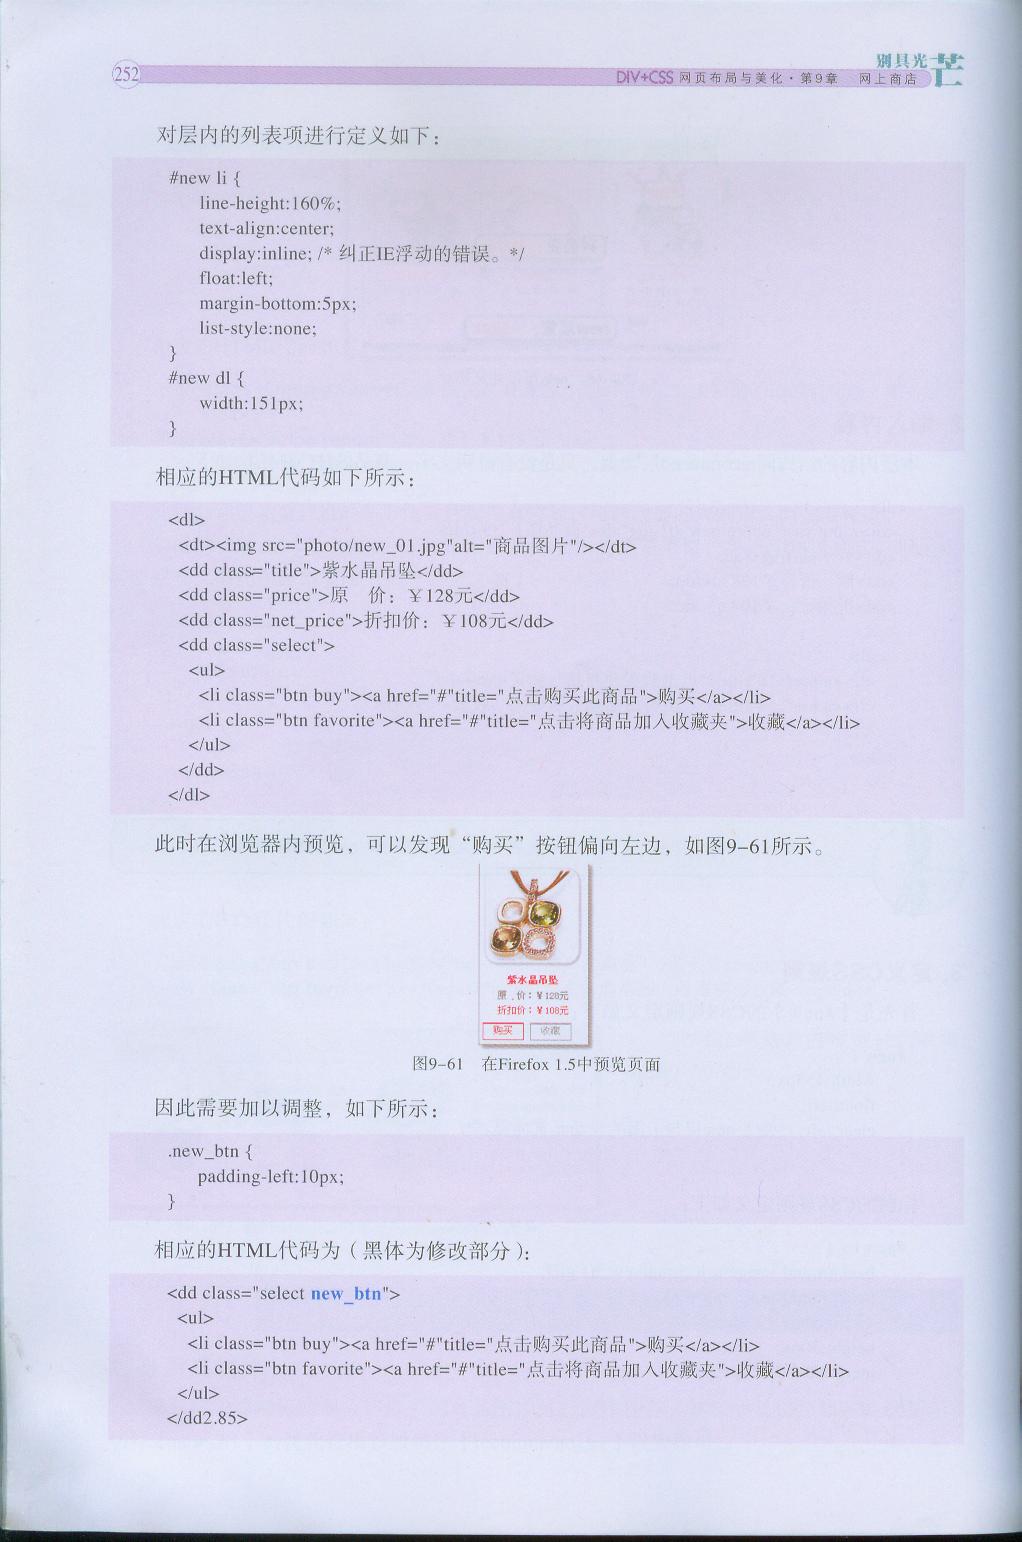 252
别具光芒
DIV+CSS 网页布局与美化·第9章 网上商店
对层内的列表项进行定义如下：
#new li {
line-height:160%;
text-align:center;
display:inline; /* 纠正IE浮动的错误。*/
float:left;
margin-bottom:5px;
list-style:none;
}
#new dl {
width:151px;
}
相应的HTML代码如下所示：
<dl>
<dt><img src="photo/new_01.jpg"alt="商品图片"/></dt>
<dd class="title">紫水晶吊坠</dd>
<dd class="price">原　价：￥128元</dd>
<dd class="net_price">折扣价：￥108元</dd>
<dd class="select">
<ul>
<li class="btn buy"><a href="#"title="点击购买此商品">购买</a></li>
<li class="btn favorite"><a href="#"title="点击将商品加入收藏夹">收藏</a></li>
</ul>
</dd>
</dl>
此时在浏览器内预览，可以发现“购买”按钮偏向左边，如图9-61所示。
紫水晶吊坠
原　价：￥128元
折扣价：￥108元
购买 收藏
图9-61　在Firefox 1.5中预览页面
因此需要加以调整，如下所示：
.new_btn {
padding-left:10px;
}
相应的HTML代码为（黑体为修改部分）：
<dd class="select new_btn">
<ul>
<li class="btn buy"><a href="#"title="点击购买此商品">购买</a></li>
<li class="btn favorite"><a href="#"title="点击将商品加入收藏夹">收藏</a></li>
</ul>
</dd2.85>